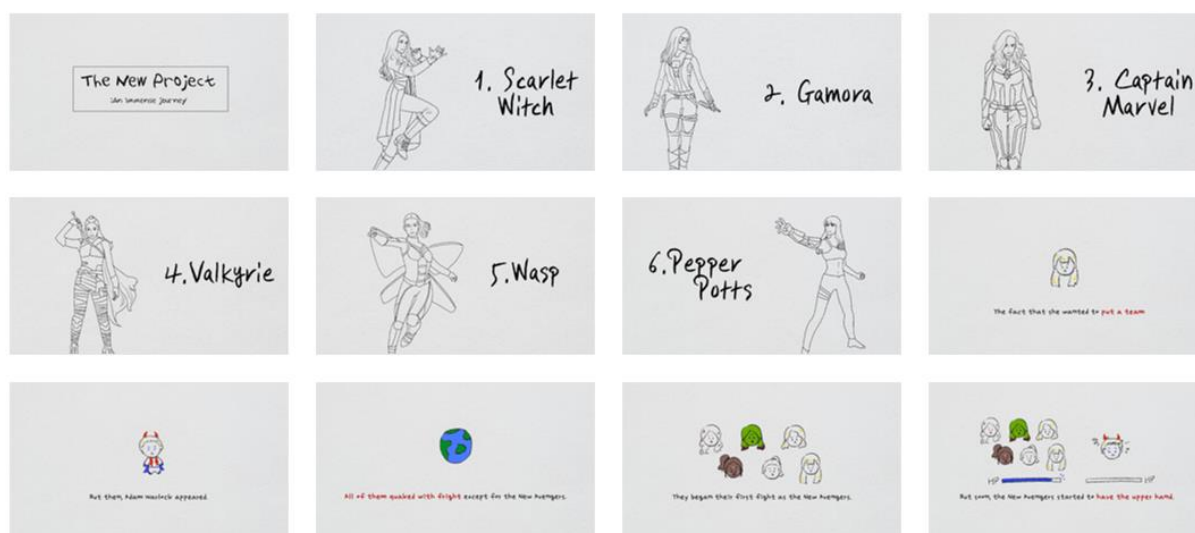 The New Project
:An Immense Journey
1. Scarlet
Witch
2. Gamora
3. Captain
Marvel
4. Valkyrie
5. Wasp
6. Pepper
Potts
The fact that she wanted to put a team
But then, Adam Warlock appeared.
All of them quaked with fright except for the New Avengers.
They began their first fight as the New Avengers.
HP
HP
But soon, the New Avengers started to have the upper hand.